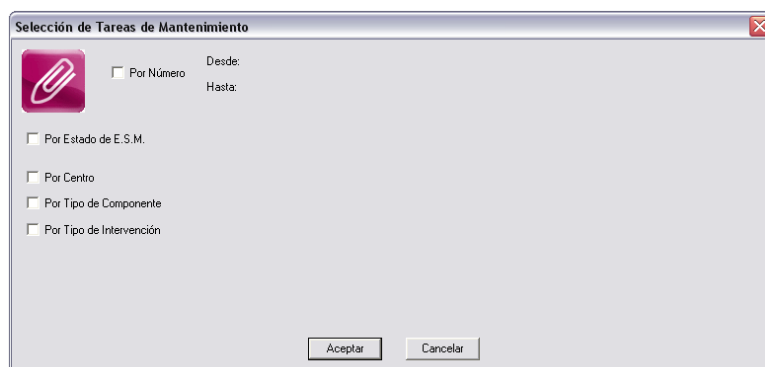 Selección de Tareas de Mantenimiento
Por Número
Desde:
Hasta:
Por Estado de E.S.M.
Por Centro
Por Tipo de Componente
Por Tipo de Intervención
Aceptar
Cancelar